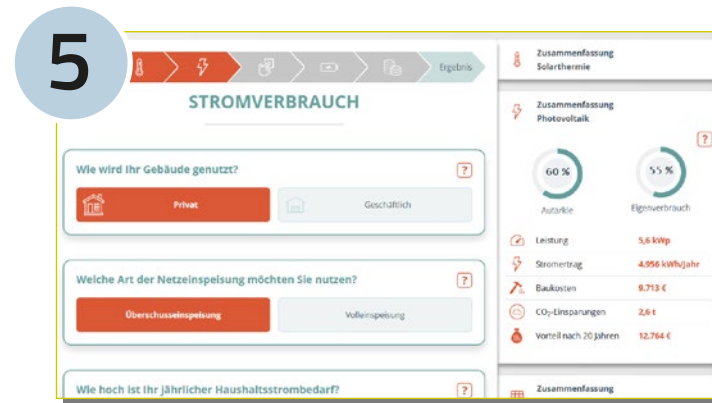 5
Ergebnis
STROMVERBRAUCH
Wie wird Ihr Gebäude genutzt?
?
Privat
Geschäftlich
Welche Art der Netzeinspeisung möchten Sie nutzen?
?
Überschusseinspeisung
Volleinspeisung
Wie hoch ist Ihr jährlicher Haushaltsstrombedarf?
?
Zusammenfassung
Solarthermie
Zusammenfassung
Photovoltaik
?
60 %
55 %
Autarkie
Eigenverbrauch
Leistung 5,6 kWp
Stromertrag 4.956 kWh/Jahr
Baukosten 9.713 €
CO₂-Einsparungen 2,6 t
Vorteil nach 20 Jahren 12.764 €
Zusammenfassung